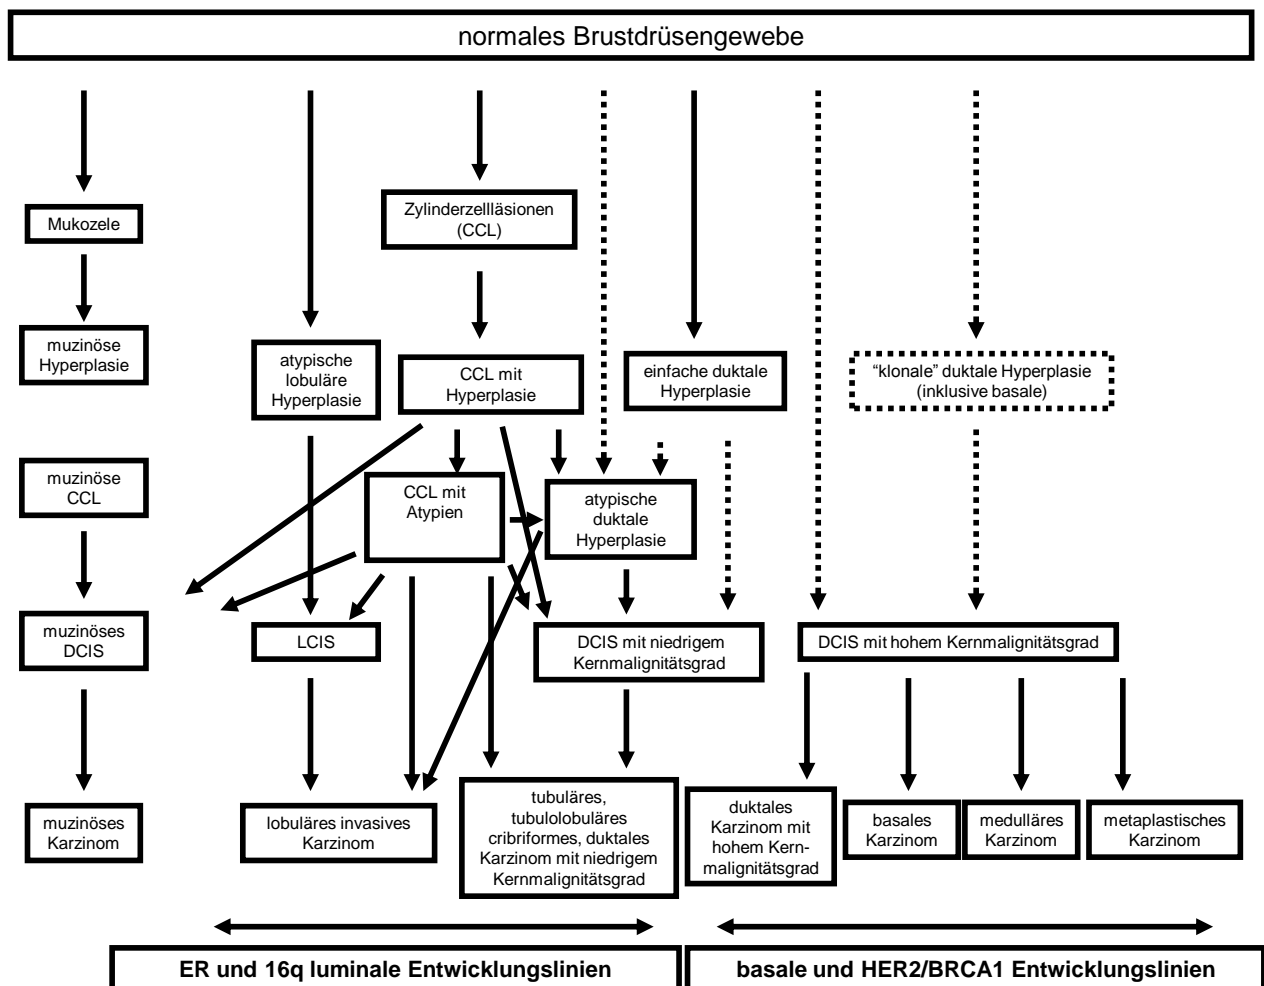 normales Brustdrüsengewebe
Mukozele
Zylinderzellläsionen
(CCL)
muzinöse
Hyperplasie
atypische
lobuläre
Hyperplasie
CCL mit
Hyperplasie
einfache duktale
Hyperplasie
“klonale” duktale Hyperplasie
(inklusive basale)
muzinöse
CCL
CCL mit
Atypien
atypische
duktale
Hyperplasie
muzinöses
DCIS
LCIS
DCIS mit niedrigem
Kernmalignitätsgrad
DCIS mit hohem Kernmalignitätsgrad
muzinöses
Karzinom
lobuläres invasives
Karzinom
tubuläres,
tubulolobuläres
cribriformes, duktales
Karzinom mit niedrigem
Kernmalignitätsgrad
duktales
Karzinom mit
hohem Kern-
malignitätsgrad
basales
Karzinom
medulläres
Karzinom
metaplastisches
Karzinom
ER und 16q luminale Entwicklungslinien
basale und HER2/BRCA1 Entwicklungslinien